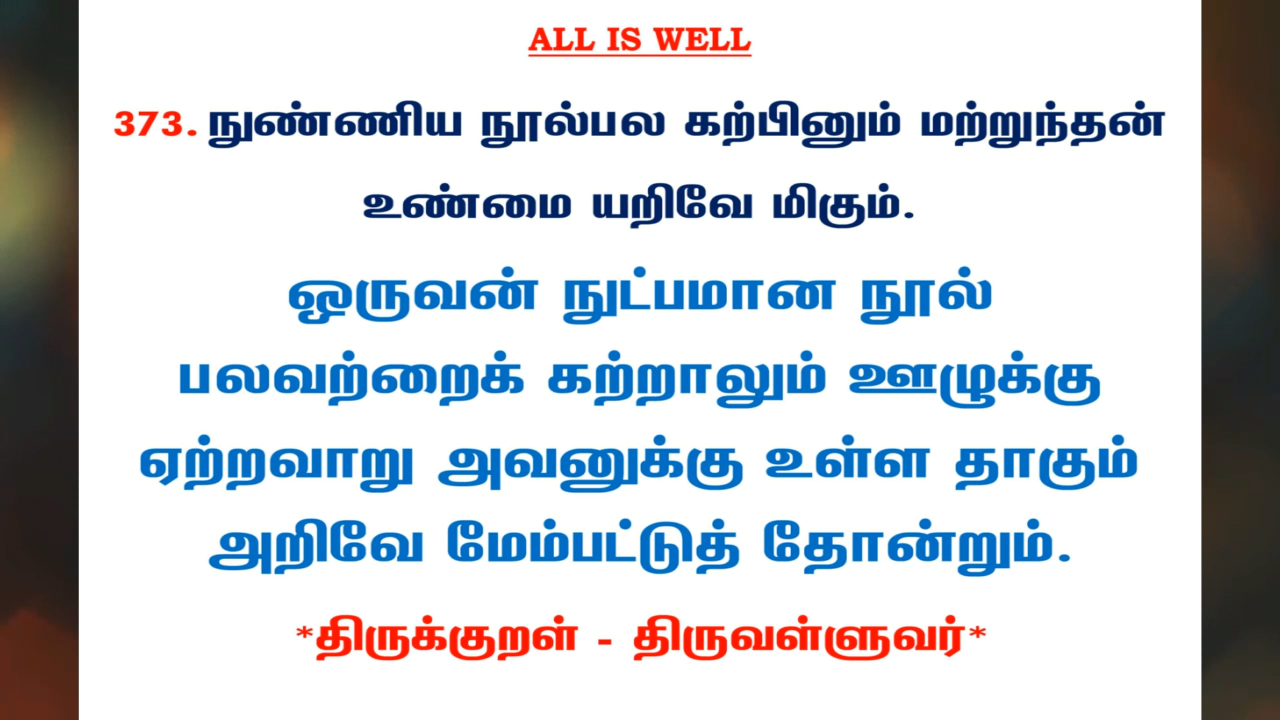 ALL IS WELL
373. நுண்ணிய நூல்பல கற்பினும் மற்றுந்தன்
உண்மை யறிவே மிகும்.
ஒருவன் நுட்பமான நூல்
பலவற்றைக் கற்றாலும் ஊழுக்கு
ஏற்றவாறு அவனுக்கு உள்ள தாகும்
அறிவே மேம்பட்டுத் தோன்றும்.
*திருக்குறள் - திருவள்ளுவர்*